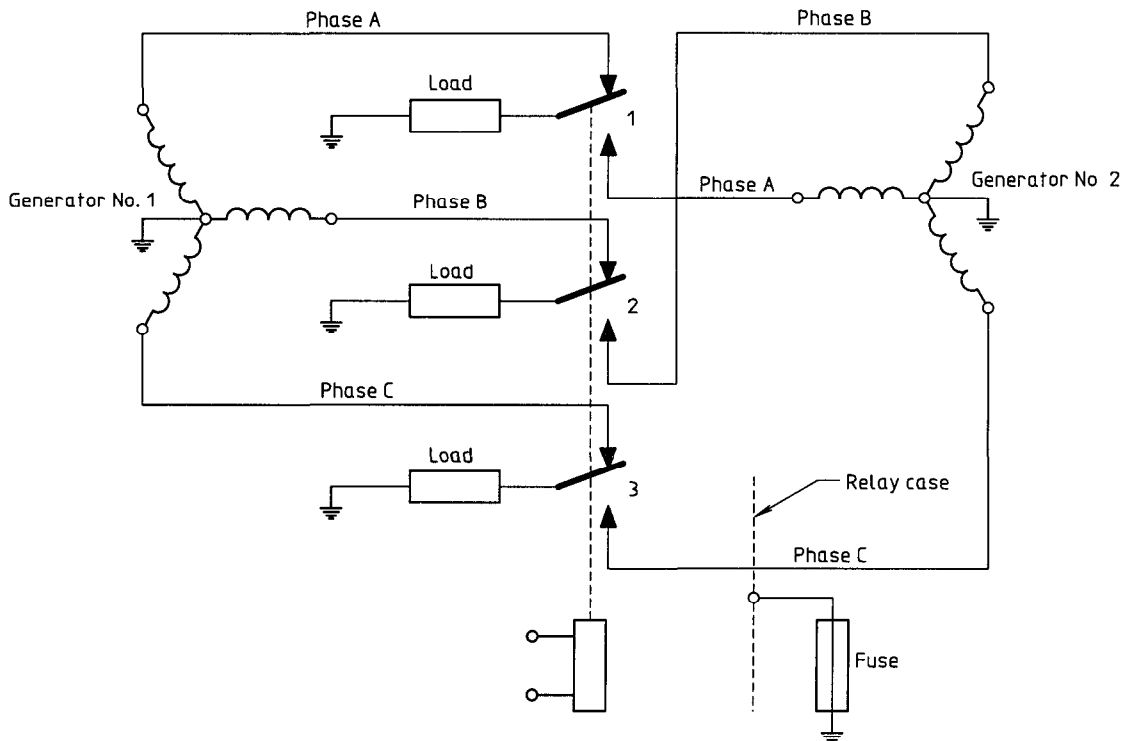 Phase A
Phase B
Load
1
Phase A
Generator No. 1
Generator No 2
Phase B
Load
2
Phase C
Load
3
Relay case
Phase C
Fuse